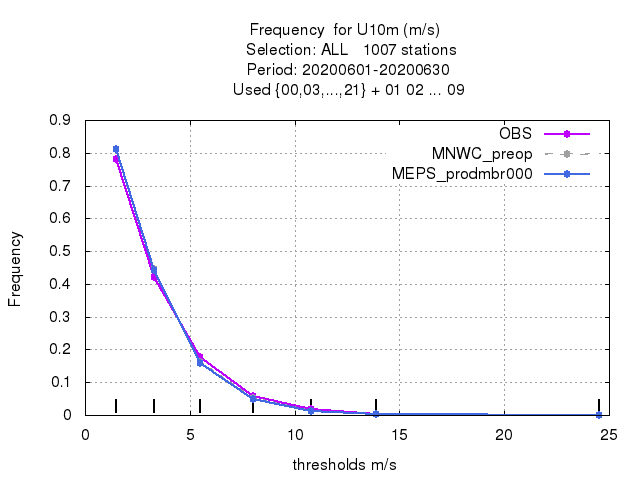 Frequency for U10m (m/s)
Selection: ALL 1007 stations
Period: 20200601-20200630
Used {00,03,...,21} + 01 02 ... 09
OBS
MNWC_preop
MEPS_prodmbr000
0.9
0.8
0.7
0.6
0.5
0.4
0.3
0.2
0.1
0
Frequency
0 5 10 15 20 25
thresholds m/s